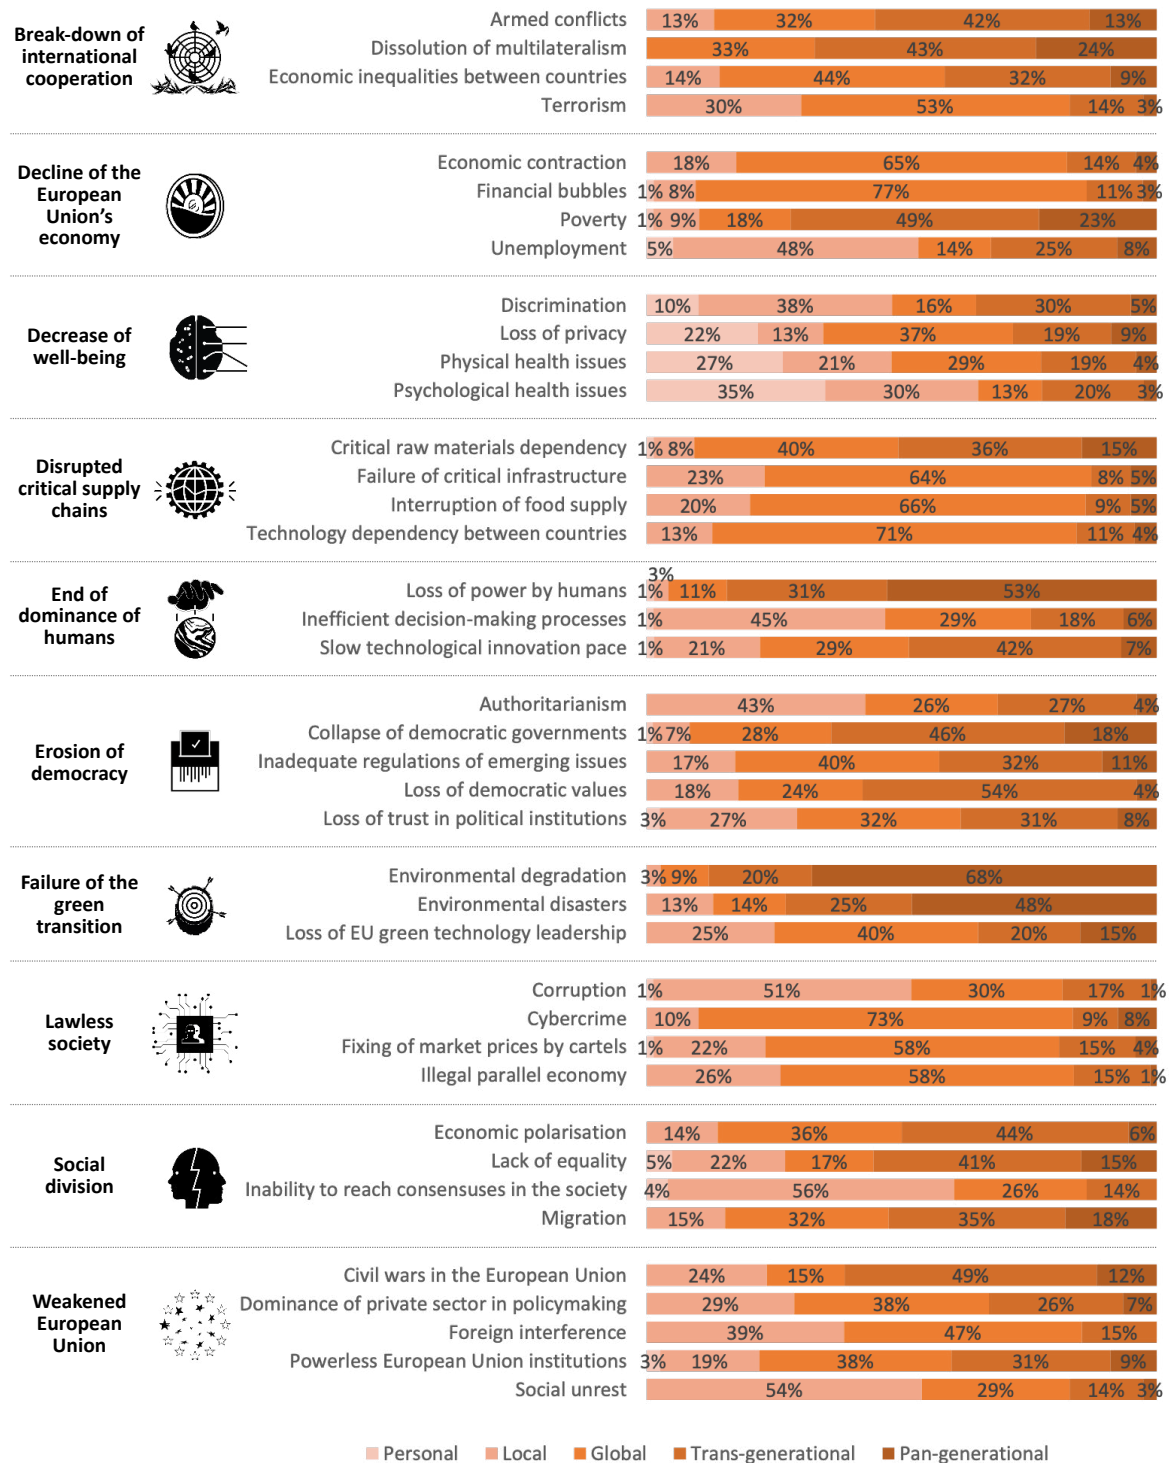 Break-down of
international
cooperation
Armed conflicts 13% 32% 42% 13%
Dissolution of multilateralism 33% 43% 24%
Economic inequalities between countries 14% 44% 32% 9%
Terrorism 30% 53% 14% 3%
Decline of the
European
Union's
economy
Economic contraction 18% 65% 14% 4%
Financial bubbles 1% 8% 77% 11% 3%
Poverty 1% 9% 18% 49% 23%
Unemployment 5% 48% 14% 25% 8%
Decrease of
well-being
Discrimination 10% 38% 16% 30% 5%
Loss of privacy 22% 13% 37% 19% 9%
Physical health issues 27% 21% 29% 19% 4%
Psychological health issues 35% 30% 13% 20% 3%
Disrupted
critical supply
chains
Critical raw materials dependency 1% 8% 40% 36% 15%
Failure of critical infrastructure 23% 64% 8% 5%
Interruption of food supply 20% 66% 9% 5%
Technology dependency between countries 13% 71% 11% 4%
End of
dominance of
humans
Loss of power by humans 1% 3% 11% 31% 53%
Inefficient decision-making processes 1% 45% 29% 18% 6%
Slow technological innovation pace 1% 21% 29% 42% 7%
Erosion of
democracy
Authoritarianism 43% 26% 27% 4%
Collapse of democratic governments 1% 7% 28% 46% 18%
Inadequate regulations of emerging issues 17% 40% 32% 11%
Loss of democratic values 18% 24% 54% 4%
Loss of trust in political institutions 3% 27% 32% 31% 8%
Failure of the
green
transition
Environmental degradation 3% 9% 20% 68%
Environmental disasters 13% 14% 25% 48%
Loss of EU green technology leadership 25% 40% 20% 15%
Lawless
society
Corruption 1% 51% 30% 17% 1%
Cybercrime 10% 73% 9% 8%
Fixing of market prices by cartels 1% 22% 58% 15% 4%
Illegal parallel economy 26% 58% 15% 1%
Social
division
Economic polarisation 14% 36% 44% 6%
Lack of equality 5% 22% 17% 41% 15%
Inability to reach consensuses in the society 4% 56% 26% 14%
Migration 15% 32% 35% 18%
Weakened
European
Union
Civil wars in the European Union 24% 15% 49% 12%
Dominance of private sector in policymaking 29% 38% 26% 7%
Foreign interference 39% 47% 15%
Powerless European Union institutions 3% 19% 38% 31% 9%
Social unrest 54% 29% 14% 3%
Personal Local Global Trans-generational Pan-generational